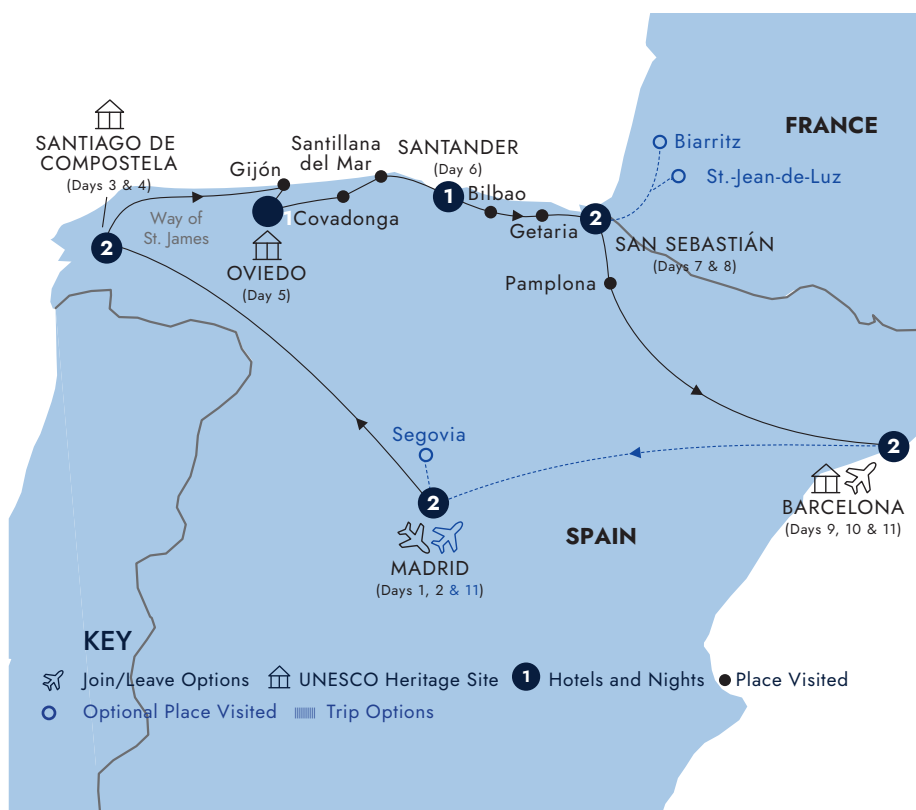 FRANCE
Biarritz
St.-Jean-de-Luz
SANTIAGO DE
COMPOSTELA
(Days 3 & 4)
2
Way of
St. James
Gijón
1
OVIEDO
(Day 5)
Covadonga
Santillana
del Mar
SANTANDER
(Day 6)
1
Bilbao
Getaria
2
SAN SEBASTIÁN
(Days 7 & 8)
Pamplona
Segovia
2
MADRID
(Days 1, 2 & 11)
SPAIN
2
BARCELONA
(Days 9, 10 & 11)
KEY
Join/Leave Options
UNESCO Heritage Site
1 Hotels and Nights
Place Visited
Optional Place Visited
Trip Options